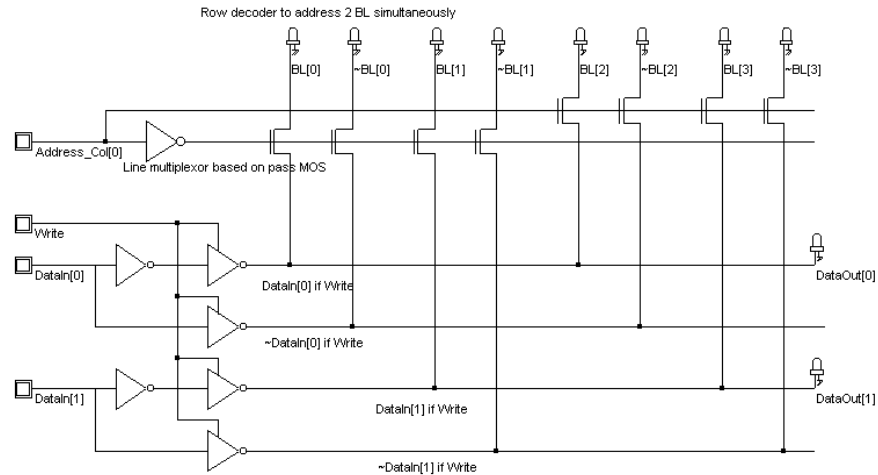 Row decoder to address 2 BL simultaneously
BL[0]
~BL[0]
BL[1]
~BL[1]
BL[2]
~BL[2]
BL[3]
~BL[3]
Address_Col[0]
Line multiplexor based on pass MOS
Write
DataIn[0]
DataIn[0] if Write
DataOut[0]
~DataIn[0] if Write
DataIn[1]
DataIn[1] if Write
DataOut[1]
~DataIn[1] if Write